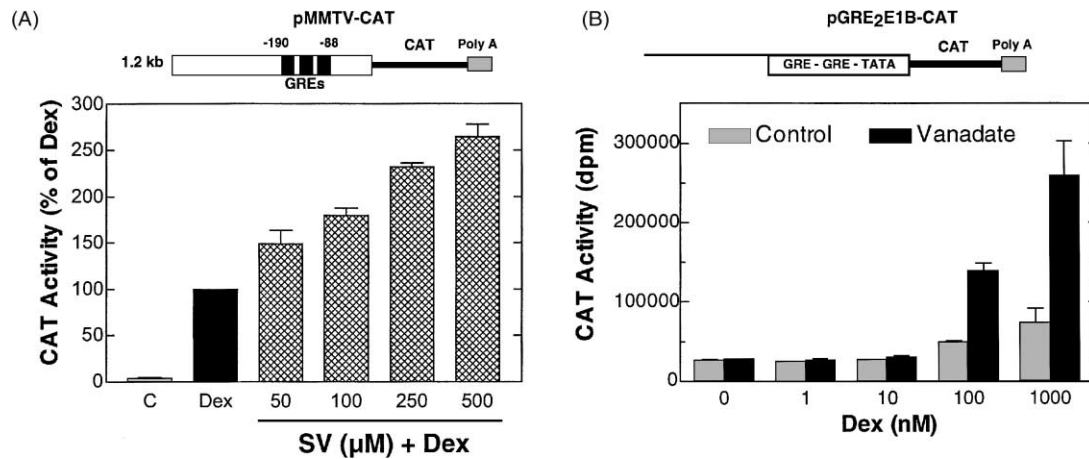 (A)
pMMTV-CAT
-190 -88 CAT Poly A
1.2 kb
GREs
CAT Activity (% of Dex)
300
250
200
150
100
50
0
C Dex 50 100 250 500
SV (µM) + Dex
(B)
pGRE₂E1B-CAT
CAT Poly A
GRE - GRE - TATA
Control Vanadate
CAT Activity (dpm)
300000
200000
100000
0
0 1 10 100 1000
Dex (nM)